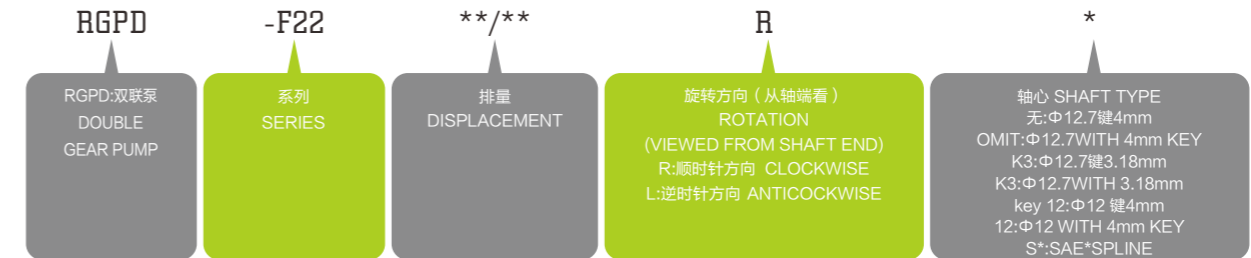 RGPD -F22 **/** R *
RGPD:双联泵
DOUBLE
GEAR PUMP
系列
SERIES
排量
DISPLACEMENT
旋转方向（从轴端看）
ROTATION
(VIEWED FROM SHAFT END)
R:顺时针方向 CLOCKWISE
L:逆时针方向 ANTICOCKWISE
轴心 SHAFT TYPE
无:Φ12.7键4mm
OMIT:Φ12.7WITH 4mm KEY
K3:Φ12.7键3.18mm
K3:Φ12.7WITH 3.18mm
key 12:Φ12 键4mm
12:Φ12 WITH 4mm KEY
S*:SAE*SPLINE